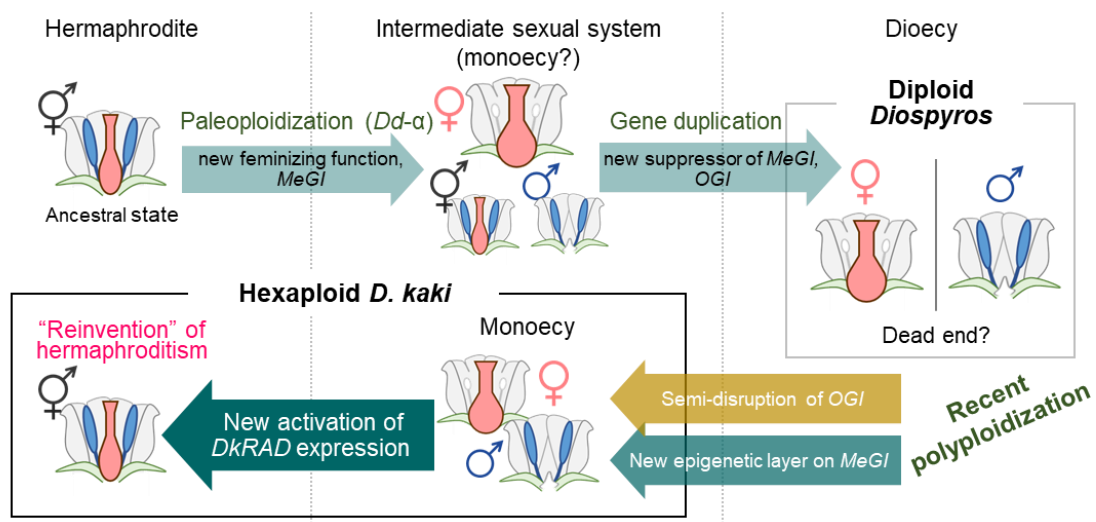 Hermaphrodite
Intermediate sexual system
(monoecy?)
Dioecy
Paleoploidization (Dd-α)
new feminizing function,
MeGI
Ancestral state
Gene duplication
new suppressor of MeGI,
OGI
Diploid
Diospyros
Dead end?
Hexaploid D. kaki
“Reinvention” of
hermaphroditism
Monoecy
New activation of
DkRAD expression
Semi-disruption of OGI
New epigenetic layer on MeGI
Recent
polyploidization